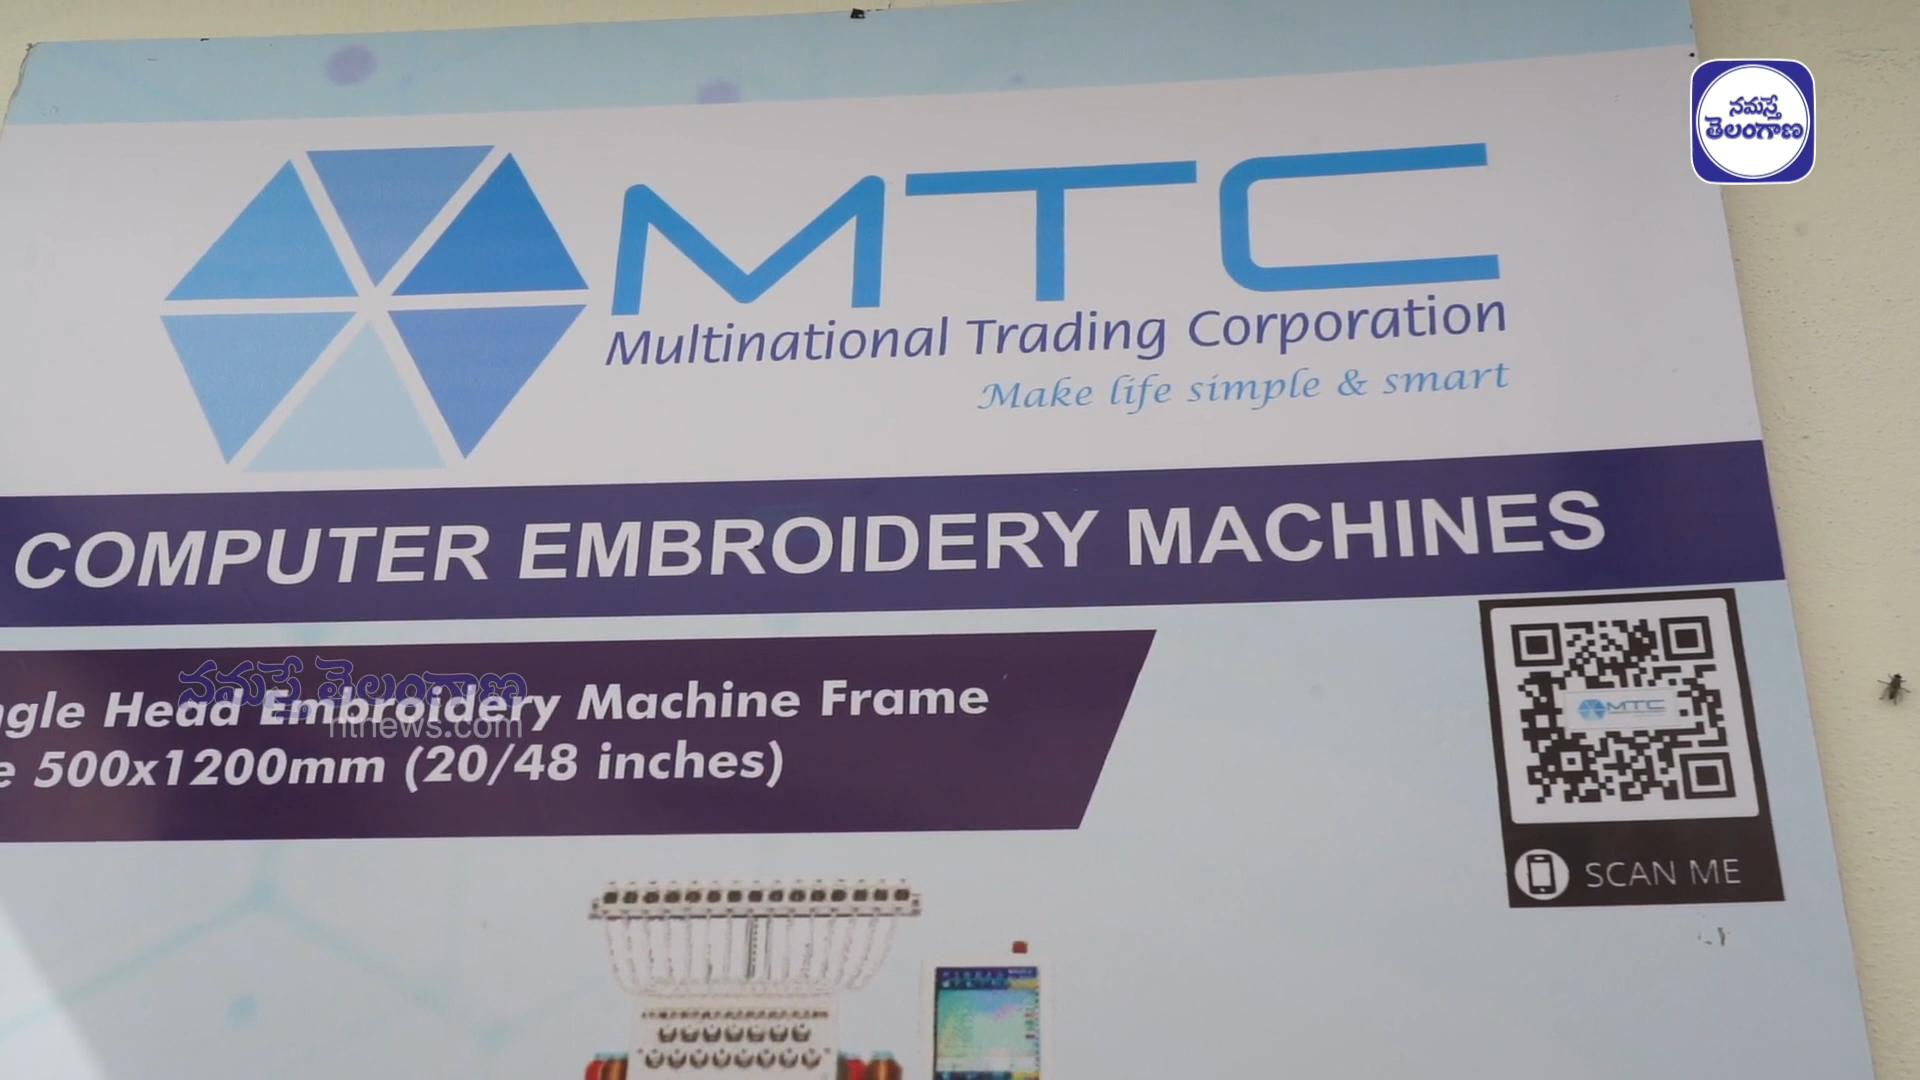 నమస్తే
తెలంగాణ
MTC
Multinational Trading Corporation
Make life simple & smart
COMPUTER EMBROIDERY MACHINES
Head Embroidery Machine Frame
500x1200mm (20/48 inches)
నమస్తే తెలంగాణ
ntnews.com
MTC
SCAN ME